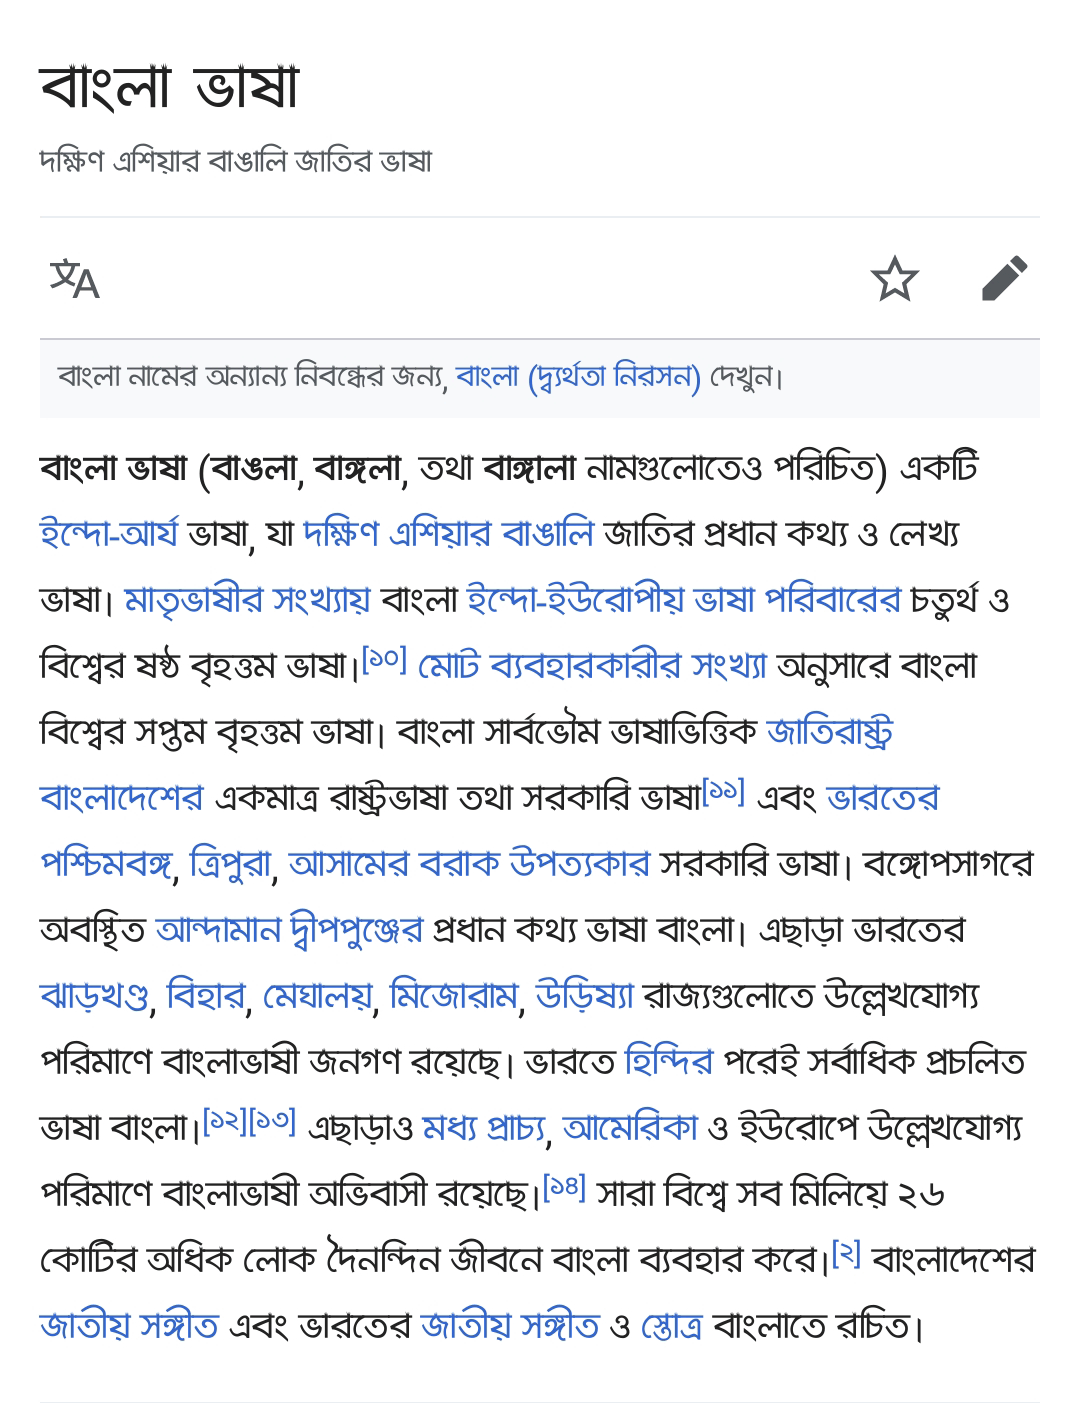 বাংলা ভাষা
দক্ষিণ এশিয়ার বাঙালি জাতির ভাষা
বাংলা নামের অন্যান্য নিবন্ধের জন্য, বাংলা (দ্ব্যর্থতা নিরসন) দেখুন।
বাংলা ভাষা (বাঙলা, বাঙ্গলা, তথা বাঙ্গালা নামগুলোতেও পরিচিত) একটি
ইন্দো-আর্য ভাষা, যা দক্ষিণ এশিয়ার বাঙালি জাতির প্রধান কথ্য ও লেখ্য
ভাষা। মাতৃভাষীর সংখ্যায় বাংলা ইন্দো-ইউরোপীয় ভাষা পরিবারের চতুর্থ ও
বিশ্বের ষষ্ঠ বৃহত্তম ভাষা।[১০] মোট ব্যবহারকারীর সংখ্যা অনুসারে বাংলা
বিশ্বের সপ্তম বৃহত্তম ভাষা। বাংলা সার্বভৌম ভাষাভিত্তিক জাতিরাষ্ট্র
বাংলাদেশের একমাত্র রাষ্ট্রভাষা তথা সরকারি ভাষা[১১] এবং ভারতের
পশ্চিমবঙ্গ, ত্রিপুরা, আসামের বরাক উপত্যকার সরকারি ভাষা। বঙ্গোপসাগরে
অবস্থিত আন্দামান দ্বীপপুঞ্জের প্রধান কথ্য ভাষা বাংলা। এছাড়া ভারতের
ঝাড়খণ্ড, বিহার, মেঘালয়, মিজোরাম, উড়িষ্যা রাজ্যগুলোতে উল্লেখযোগ্য
পরিমাণে বাংলাভাষী জনগণ রয়েছে। ভারতে হিন্দির পরেই সর্বাধিক প্রচলিত
ভাষা বাংলা।[১২][১৩] এছাড়াও মধ্য প্রাচ্য, আমেরিকা ও ইউরোপে উল্লেখযোগ্য
পরিমাণে বাংলাভাষী অভিবাসী রয়েছে।[১৪] সারা বিশ্বে সব মিলিয়ে ২৬
কোটির অধিক লোক দৈনন্দিন জীবনে বাংলা ব্যবহার করে।[২] বাংলাদেশের
জাতীয় সঙ্গীত এবং ভারতের জাতীয় সঙ্গীত ও স্তোত্র বাংলাতে রচিত।